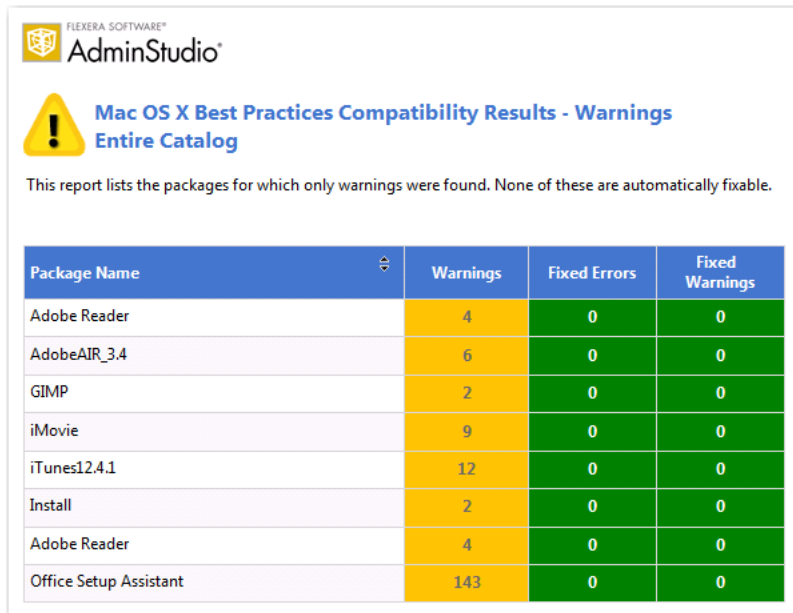 FLEXERA SOFTWARE®
AdminStudio®
Mac OS X Best Practices Compatibility Results - Warnings
Entire Catalog
This report lists the packages for which only warnings were found. None of these are automatically fixable.
Package Name Warnings Fixed Errors Fixed Warnings
Adobe Reader 4 0 0
AdobeAIR_3.4 6 0 0
GIMP 2 0 0
iMovie 9 0 0
iTunes12.4.1 12 0 0
Install 2 0 0
Adobe Reader 4 0 0
Office Setup Assistant 143 0 0